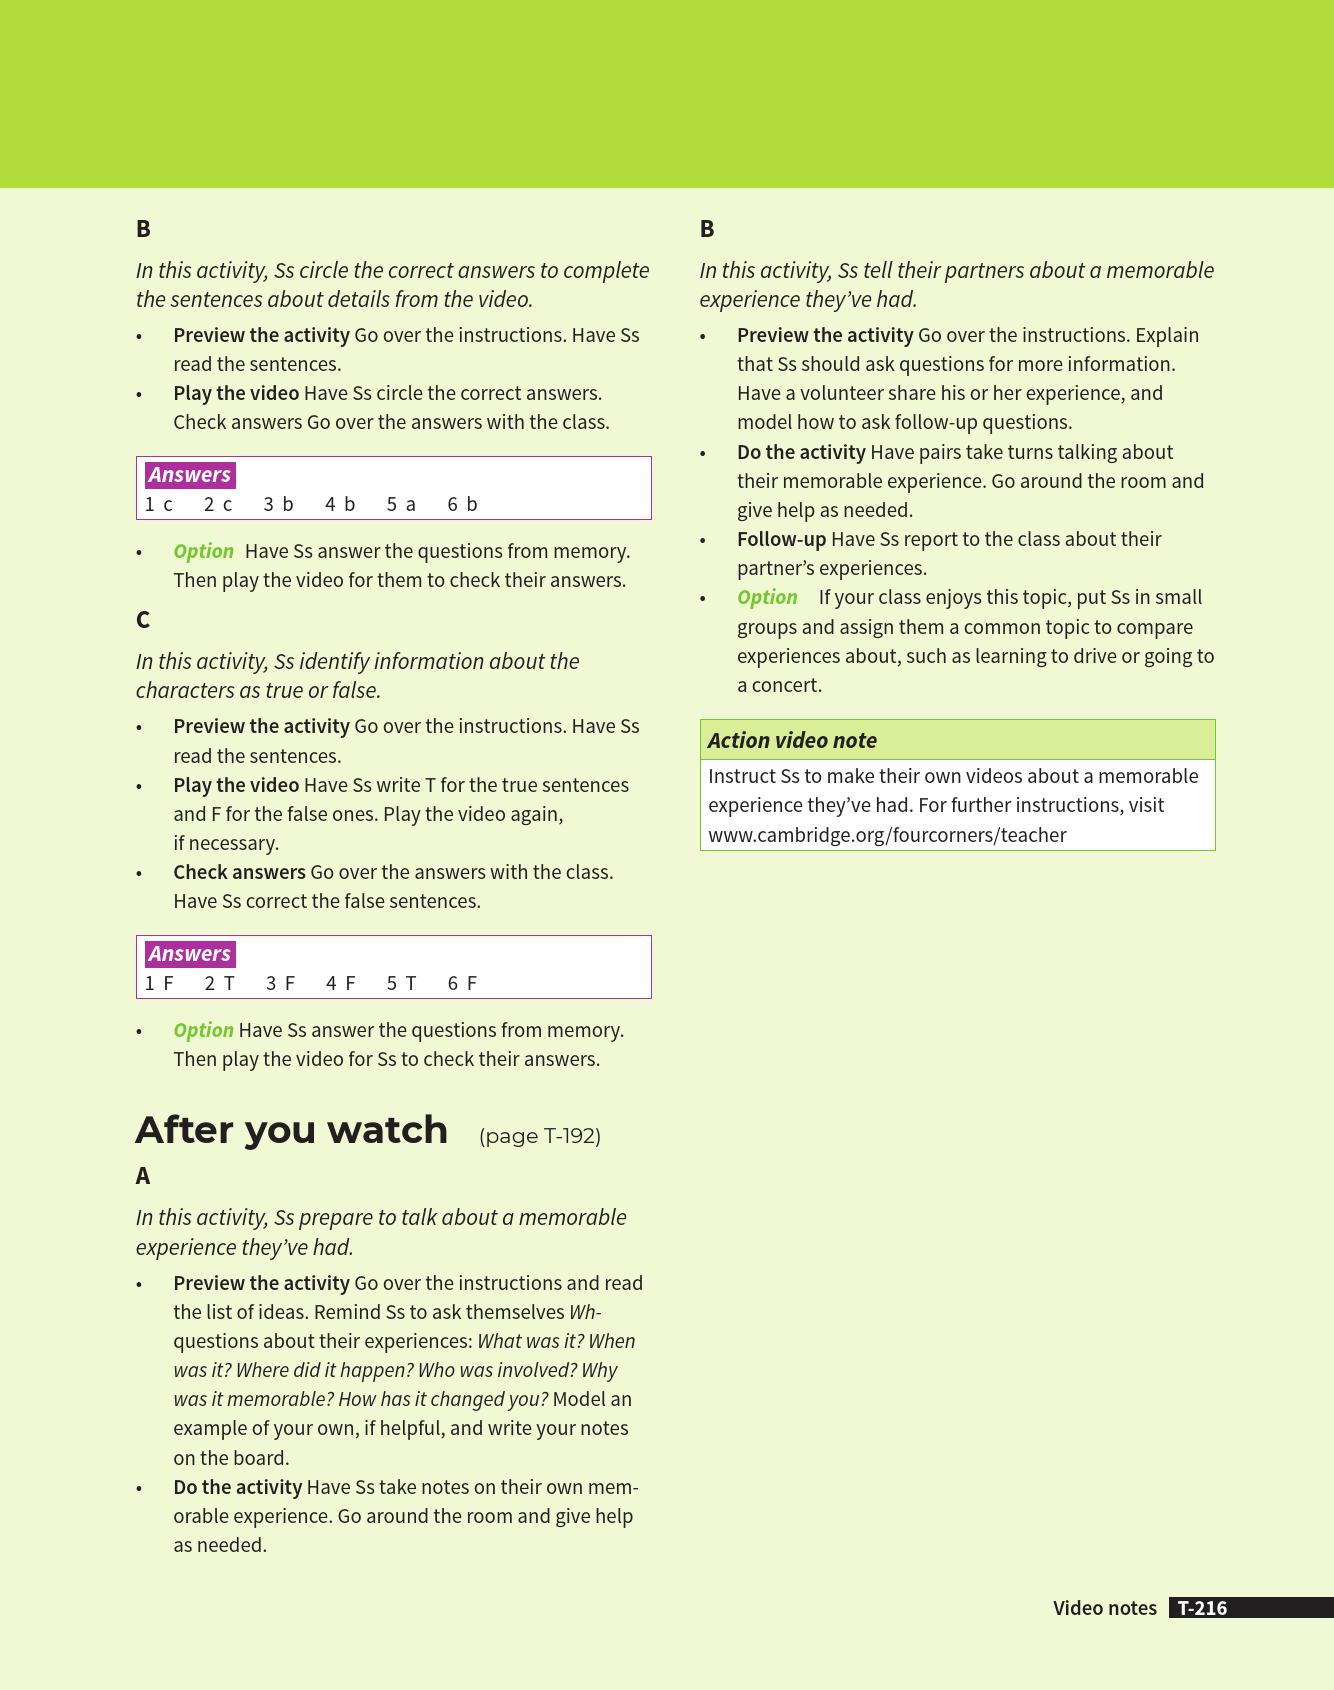 B
In this activity, Ss circle the correct answers to complete
the sentences about details from the video.
• Preview the activity Go over the instructions. Have Ss
read the sentences.
• Play the video Have Ss circle the correct answers.
Check answers Go over the answers with the class.
Answers
1 c 2 c 3 b 4 b 5 a 6 b
• Option Have Ss answer the questions from memory.
Then play the video for them to check their answers.
C
In this activity, Ss identify information about the
characters as true or false.
• Preview the activity Go over the instructions. Have Ss
read the sentences.
• Play the video Have Ss write T for the true sentences
and F for the false ones. Play the video again,
if necessary.
• Check answers Go over the answers with the class.
Have Ss correct the false sentences.
Answers
1 F 2 T 3 F 4 F 5 T 6 F
• Option Have Ss answer the questions from memory.
Then play the video for Ss to check their answers.
After you watch (page T-192)
A
In this activity, Ss prepare to talk about a memorable
experience they’ve had.
• Preview the activity Go over the instructions and read
the list of ideas. Remind Ss to ask themselves Wh-
questions about their experiences: What was it? When
was it? Where did it happen? Who was involved? Why
was it memorable? How has it changed you? Model an
example of your own, if helpful, and write your notes
on the board.
• Do the activity Have Ss take notes on their own mem-
orable experience. Go around the room and give help
as needed.
B
In this activity, Ss tell their partners about a memorable
experience they’ve had.
• Preview the activity Go over the instructions. Explain
that Ss should ask questions for more information.
Have a volunteer share his or her experience, and
model how to ask follow-up questions.
• Do the activity Have pairs take turns talking about
their memorable experience. Go around the room and
give help as needed.
• Follow-up Have Ss report to the class about their
partner’s experiences.
• Option If your class enjoys this topic, put Ss in small
groups and assign them a common topic to compare
experiences about, such as learning to drive or going to
a concert.
Action video note
Instruct Ss to make their own videos about a memorable
experience they’ve had. For further instructions, visit
www.cambridge.org/fourcorners/teacher
Video notes T-216